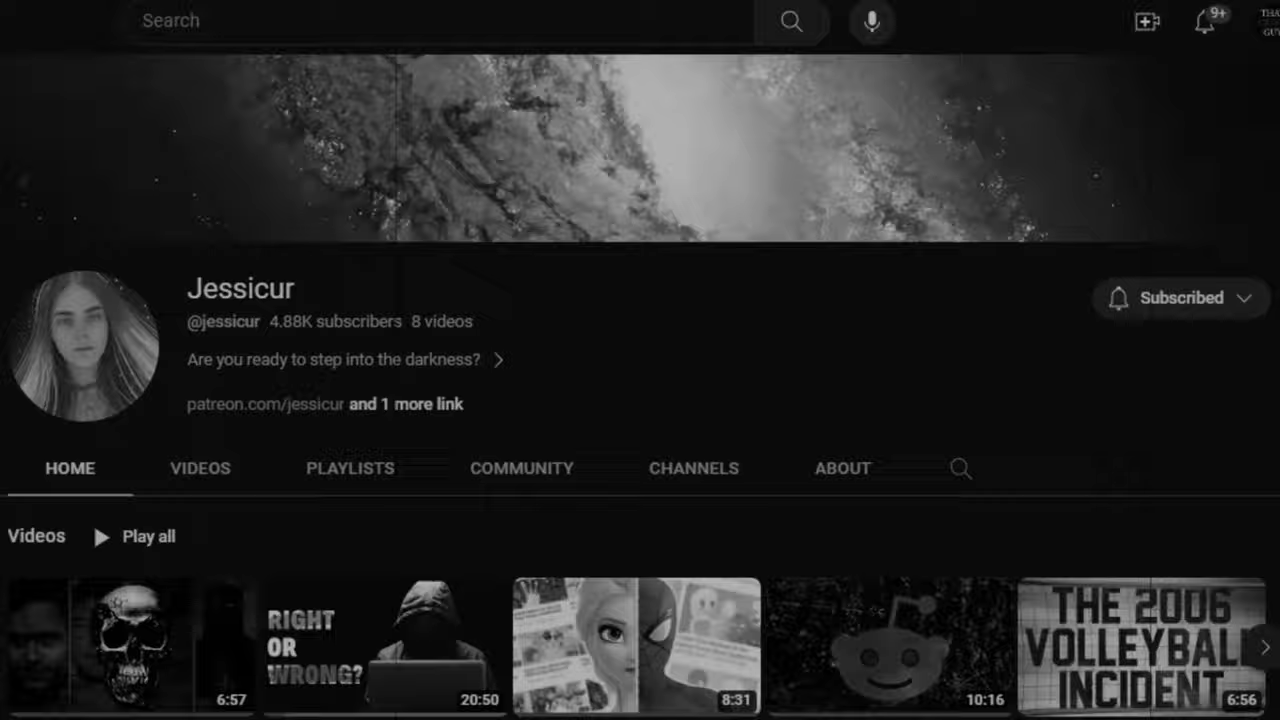 Search
9+
THA
GUY
Jessicur
@jessicur 4.88K subscribers 8 videos
Subscribed
Are you ready to step into the darkness?
patreon.com/jessicur and 1 more link
HOME VIDEOS PLAYLISTS COMMUNITY CHANNELS ABOUT
Videos Play all
6:57
RIGHT
OR
WRONG?
20:50
8:31
10:16
THE 2006
VOLLEYBALL
INCIDENT
6:56